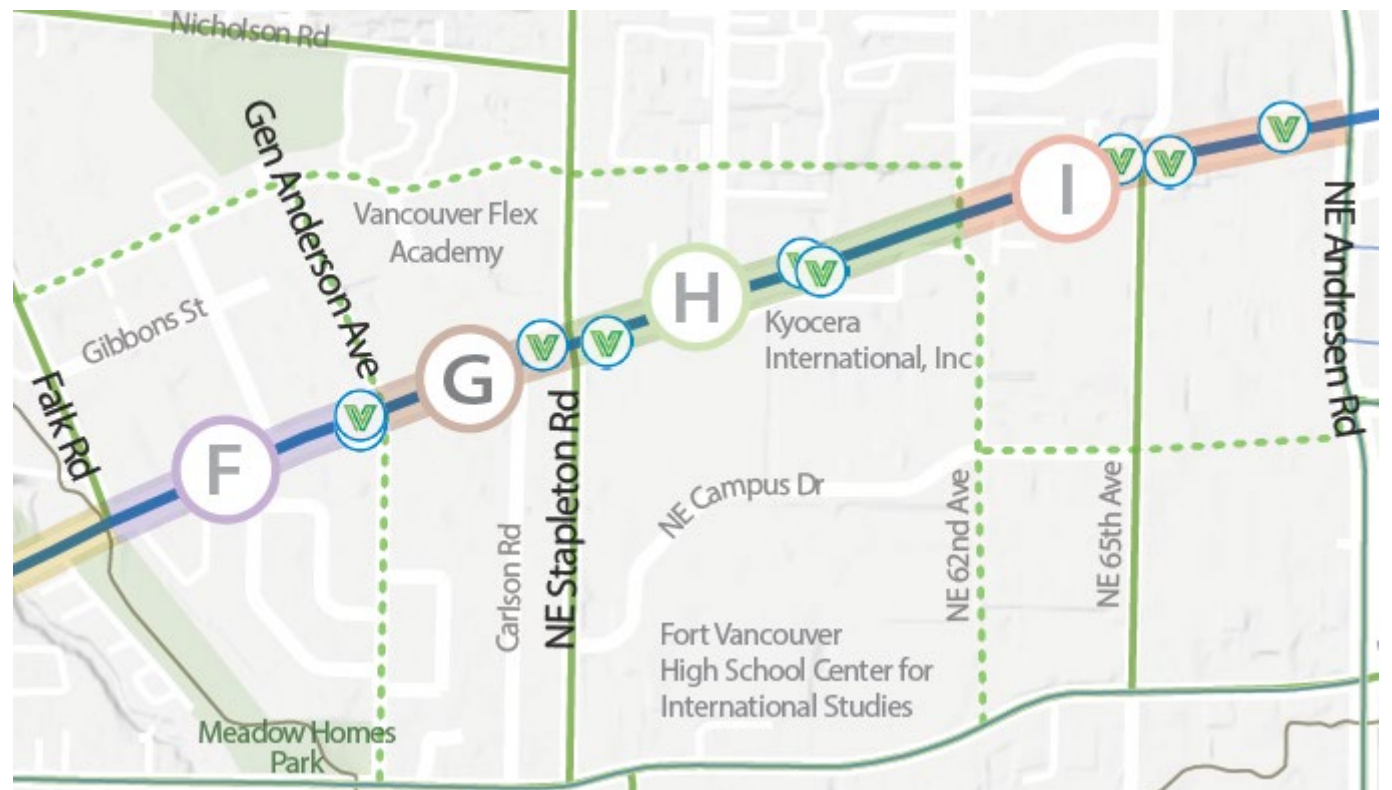 Nicholson Rd
Gen Anderson Ave
Vancouver Flex
Academy
Gibbons St
Falk Rd
F
G
H
I
V
V
V
V
V
V
V
V
Kyocera
International, Inc
NE Andresen Rd
NE Stapleton Rd
Carlson Rd
NE Campus Dr
NE 62nd Ave
NE 65th Ave
Fort Vancouver
High School Center for
International Studies
Meadow Homes
Park